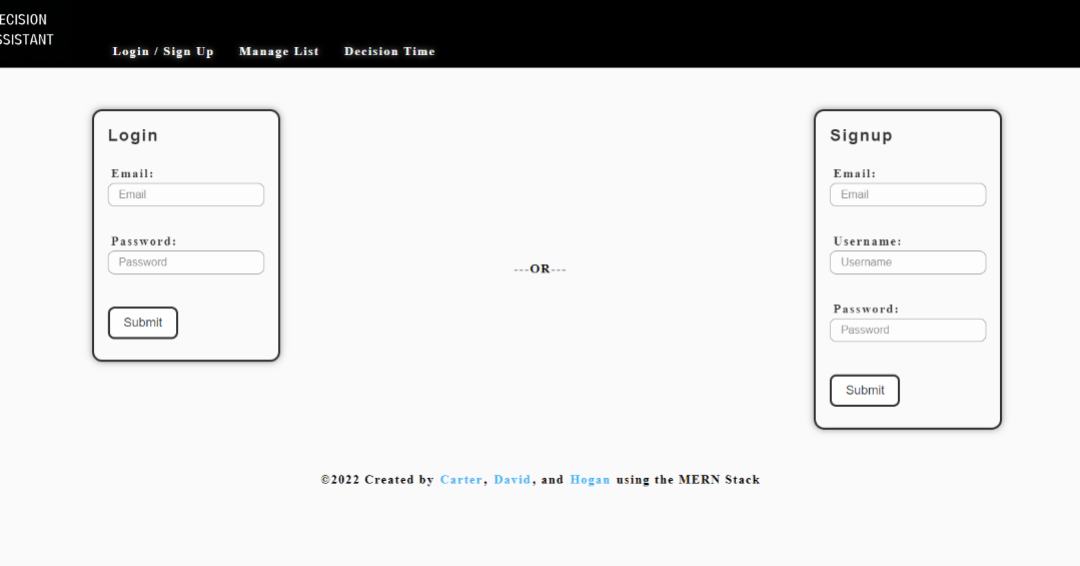 ECISION
SSISTANT
Login / Sign Up Manage List Decision Time
Login
Email:
Email
Password:
Password
Submit
---OR---
Signup
Email:
Email
Username:
Username
Password:
Password
Submit
©2022 Created by Carter, David, and Hogan using the MERN Stack